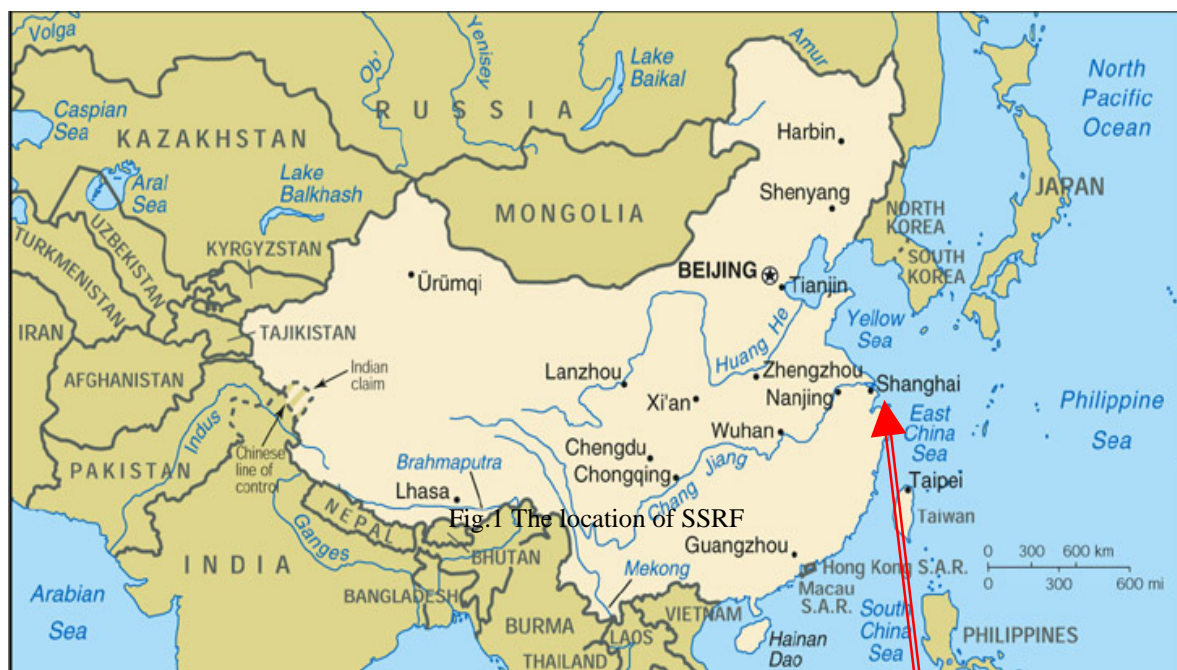 Volga
Ob'
Yenisey
Lake
Baikal
Amur
North
Pacific
Ocean
RUSSIA
Caspian
Sea
KAZAKHSTAN
Harbin
Aral
Sea
Lake
Balkhash
MONGOLIA
Shenyang
JAPAN
NORTH
KOREA
UZBEKISTAN
TURKMENISTAN
KYRGYZSTAN
SOUTH
KOREA
BEIJING
Ürümqi
Tianjin
IRAN
TAJIKISTAN
Yellow
Sea
Huang He
Indian
claim
AFGHANISTAN
Lanzhou
Zhengzhou
Shanghai
Xi'an
Nanjing
Philippine
Sea
Indus
East
China
Sea
Wuhan
Chinese
line of
control
Chengdu
Chongqing
Chang Jiang
PAKISTAN
Brahmaputra
Lhasa
Taipei
Taiwan
NEPAL
Fig.1 The location of SSRF
Ganges
BHUTAN
Guangzhou
0 300 600 km
0 300 600 mi
INDIA
Mekong
Hong Kong S.A.R.
Macau
S.A.R.
Arabian
Sea
BANGLADESH
VIETNAM
South
China
Sea
BURMA
LAOS
Hainan
Dao
PHILIPPINES
THAILAND